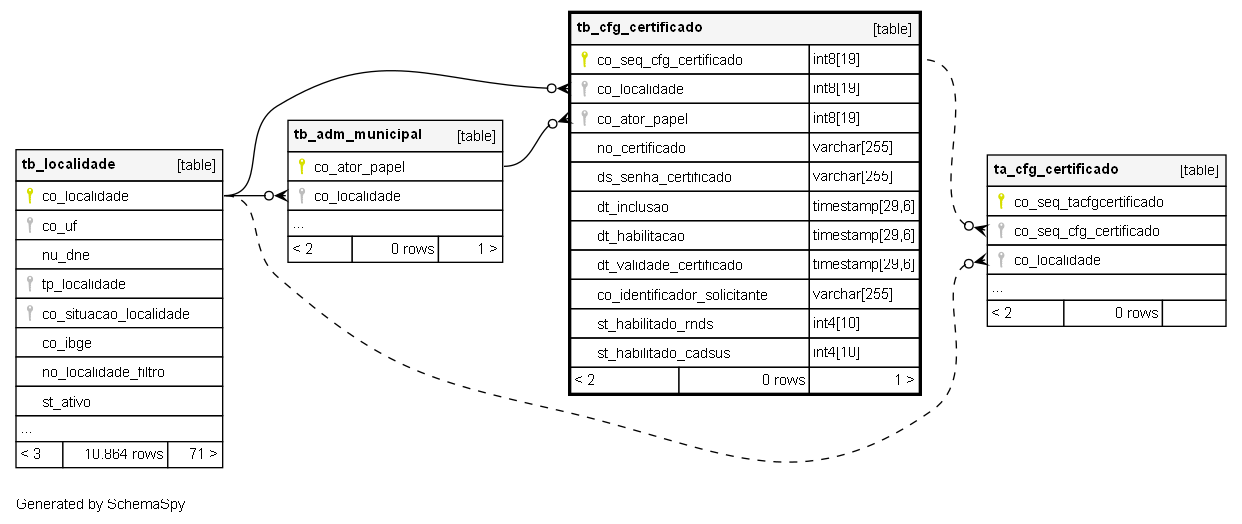 tb_cfg_certificado [table]
co_seq_cfg_certificado int8[19]
co_localidade int8[19]
co_ator_papel int8[19]
no_certificado varchar[255]
ds_senha_certificado varchar[255]
dt_inclusao timestamp[29,6]
dt_habilitacao timestamp[29,6]
dt_validade_certificado timestamp[29,6]
co_identificador_solicitante varchar[255]
st_habilitado_rnds int4[10]
st_habilitado_cadsus int4[10]
< 2 0 rows 1 >
tb_adm_municipal [table]
co_ator_papel
co_localidade
...
< 2 0 rows 1 >
tb_localidade [table]
co_localidade
co_uf
nu_dne
tp_localidade
co_situacao_localidade
co_ibge
no_localidade_filtro
st_ativo
...
< 3 10.864 rows 71 >
ta_cfg_certificado [table]
co_seq_tacfgcertificado
co_seq_cfg_certificado
co_localidade
...
< 2 0 rows
Generated by SchemaSpy